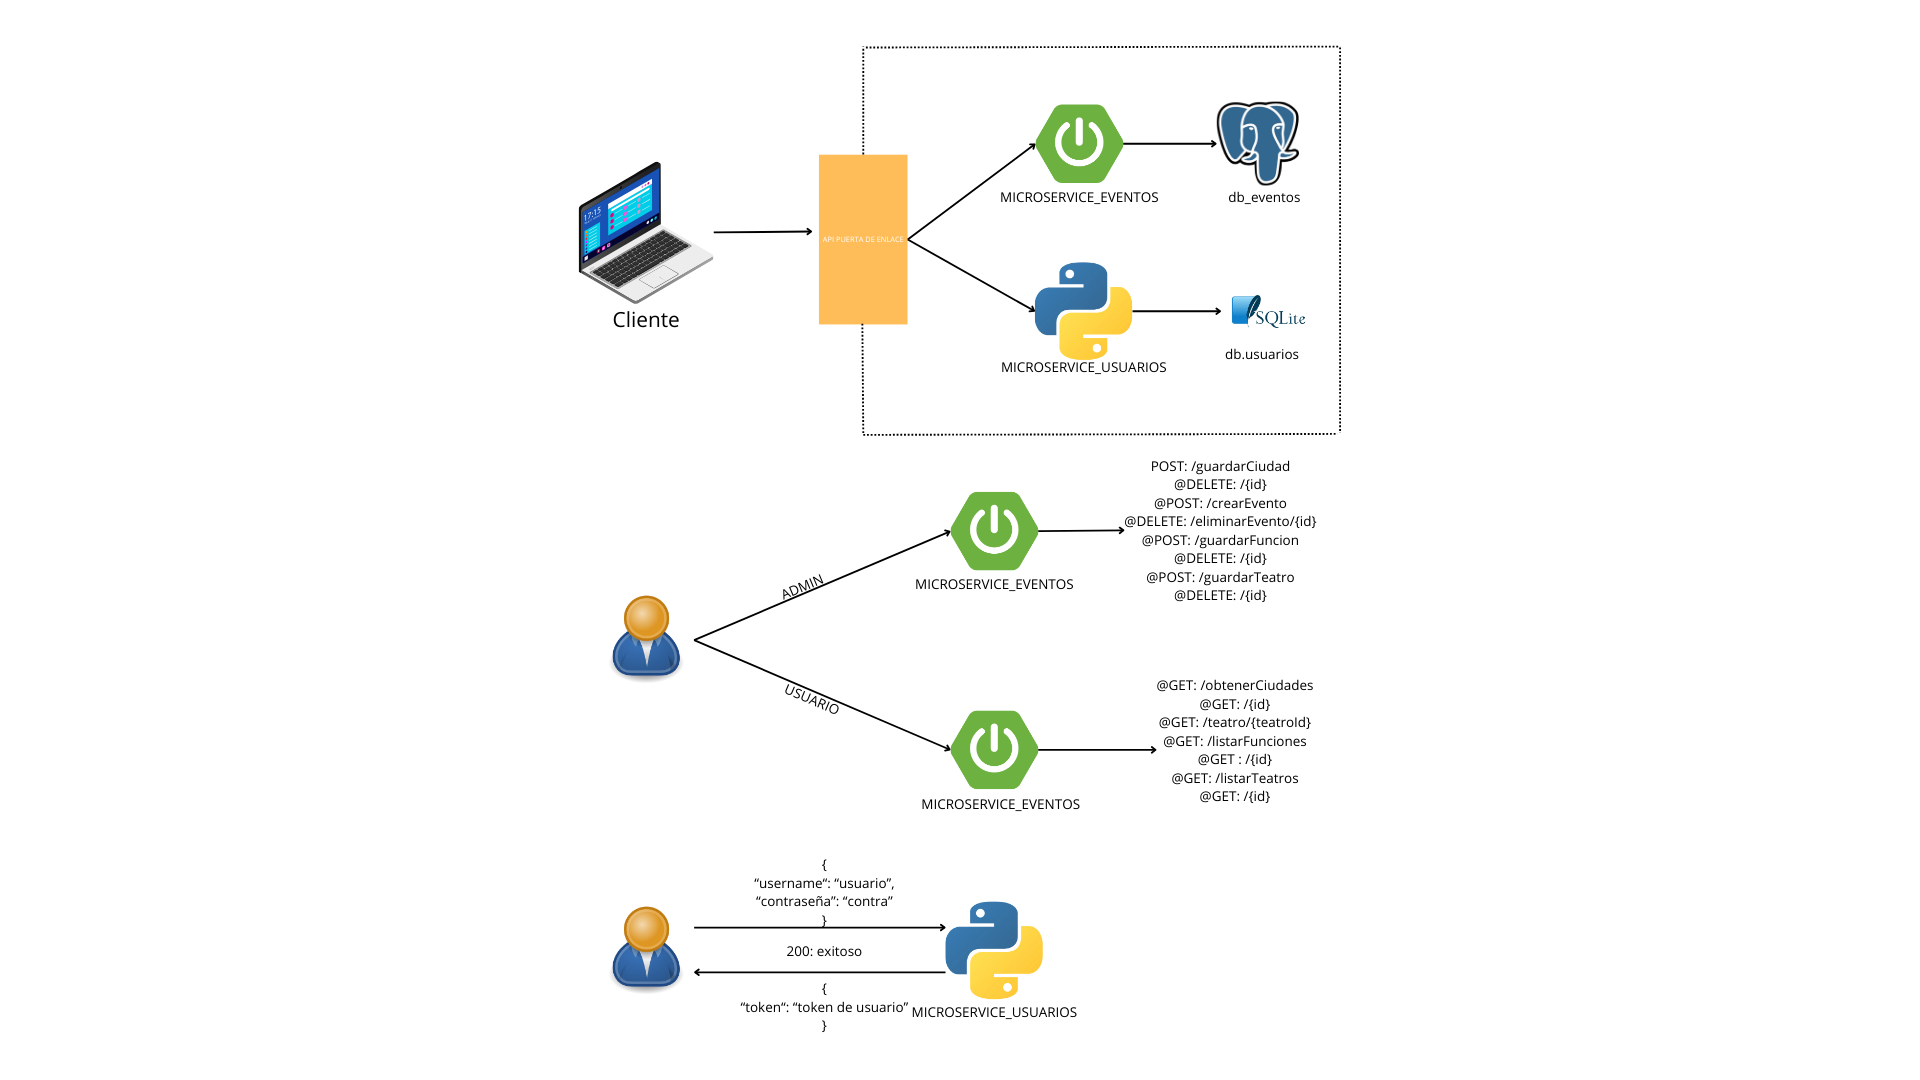 17:15
Cliente
API PUERTA DE ENLACE
MICROSERVICE_EVENTOS
db_eventos
SQLite
MICROSERVICE_USUARIOS
db.usuarios
ADMIN
MICROSERVICE_EVENTOS
POST: /guardarCiudad
@DELETE: /{id}
@POST: /crearEvento
@DELETE: /eliminarEvento/{id}
@POST: /guardarFuncion
@DELETE: /{id}
@POST: /guardarTeatro
@DELETE: /{id}
USUARIO
MICROSERVICE_EVENTOS
@GET: /obtenerCiudades
@GET: /{id}
@GET: /teatro/{teatroId}
@GET: /listarFunciones
@GET : /{id}
@GET: /listarTeatros
@GET: /{id}
{
“username“: “usuario”,
“contraseña”: “contra”
}
200: exitoso
{
“token“: “token de usuario”
}
MICROSERVICE_USUARIOS